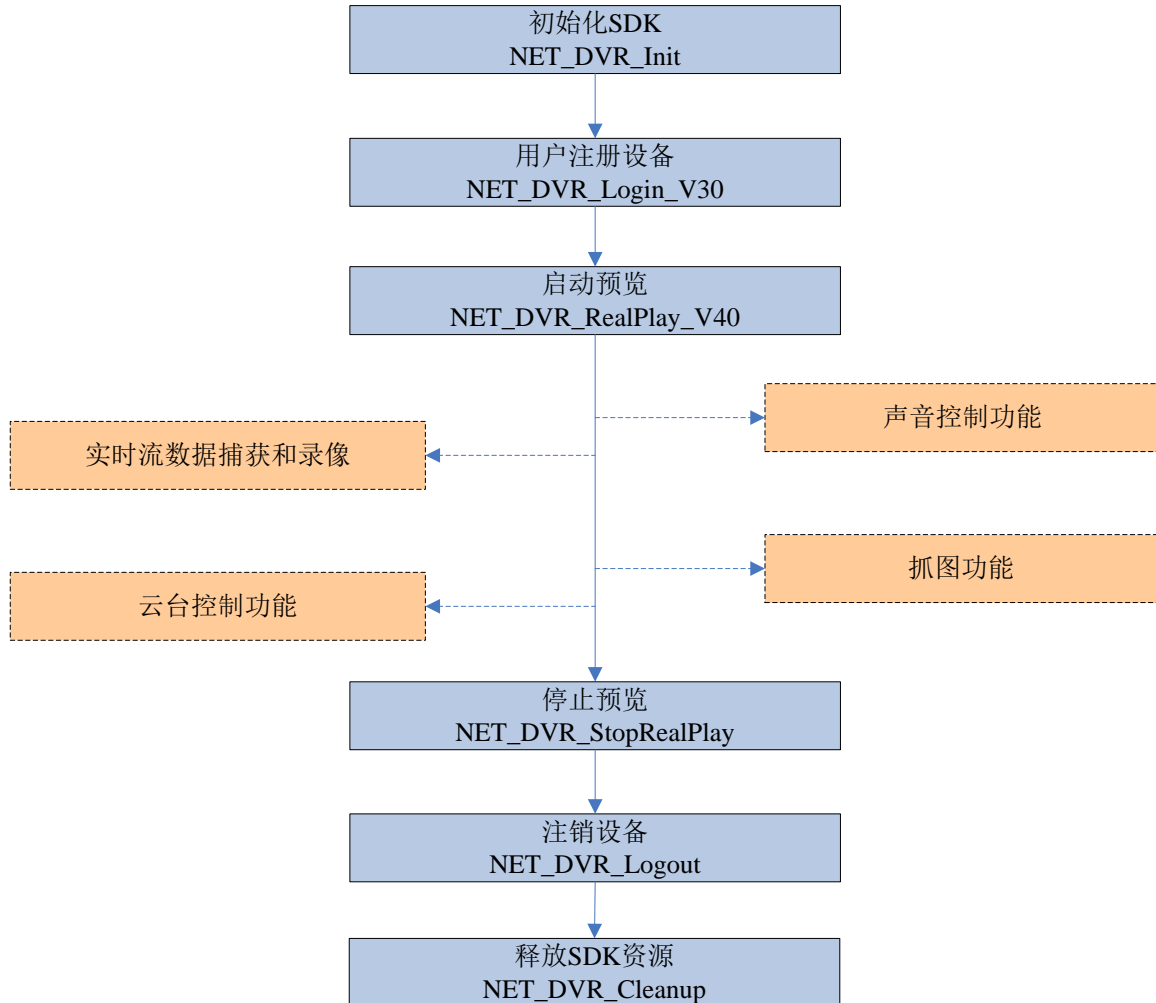 初始化SDK
NET_DVR_Init
用户注册设备
NET_DVR_Login_V30
启动预览
NET_DVR_RealPlay_V40
声音控制功能
实时流数据捕获和录像
抓图功能
云台控制功能
停止预览
NET_DVR_StopRealPlay
注销设备
NET_DVR_Logout
释放SDK资源
NET_DVR_Cleanup